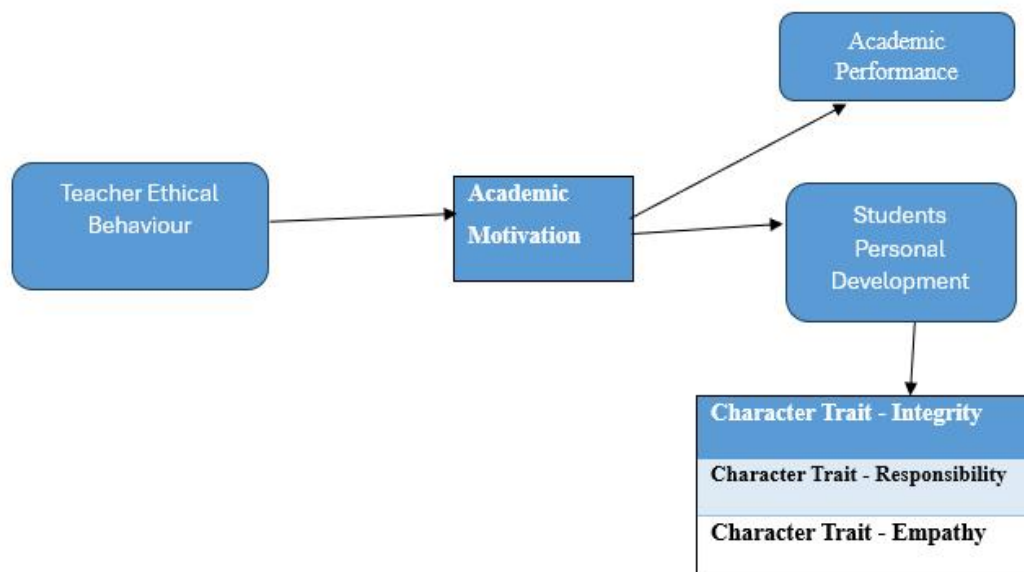 Academic
Performance
Teacher Ethical
Behaviour
Academic
Motivation
Students
Personal
Development
Character Trait - Integrity
Character Trait - Responsibility
Character Trait - Empathy